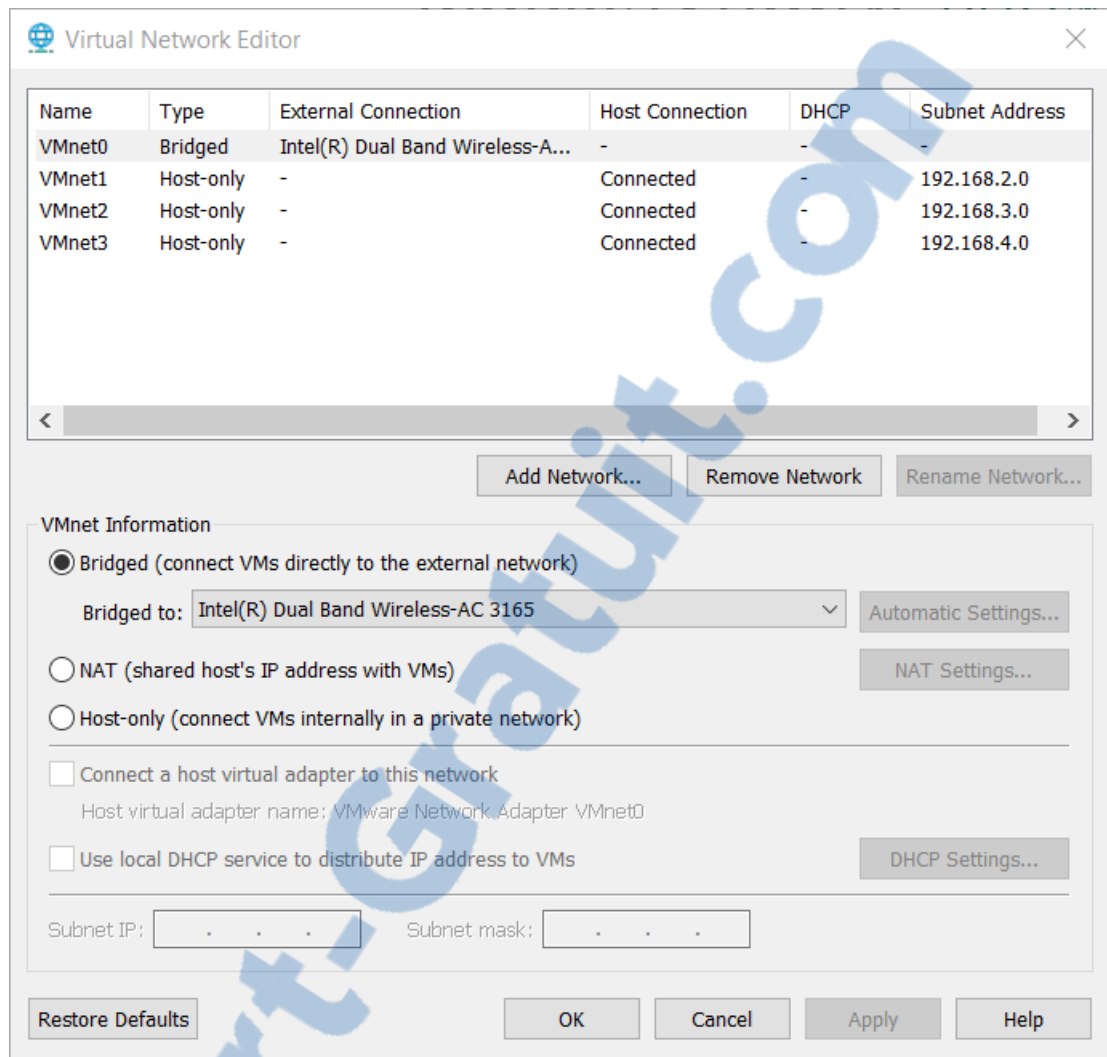 Virtual Network Editor
Name Type External Connection Host Connection DHCP Subnet Address
VMnet0 Bridged Intel(R) Dual Band Wireless-A... - - -
VMnet1 Host-only - Connected - 192.168.2.0
VMnet2 Host-only - Connected - 192.168.3.0
VMnet3 Host-only - Connected - 192.168.4.0
Add Network... Remove Network Rename Network...
VMnet Information
Bridged (connect VMs directly to the external network)
Bridged to: Intel(R) Dual Band Wireless-AC 3165 Automatic Settings...
NAT (shared host's IP address with VMs) NAT Settings...
Host-only (connect VMs internally in a private network)
Connect a host virtual adapter to this network
Host virtual adapter name: VMware Network Adapter VMnet0
Use local DHCP service to distribute IP address to VMs DHCP Settings...
Subnet IP: . . . Subnet mask: . . .
Restore Defaults OK Cancel Apply Help
rt-Gratuit.com